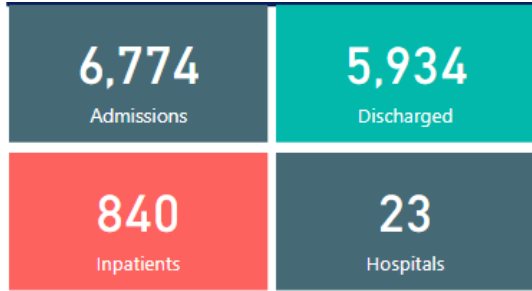 6,774
Admissions
5,934
Discharged
840
Inpatients
23
Hospitals